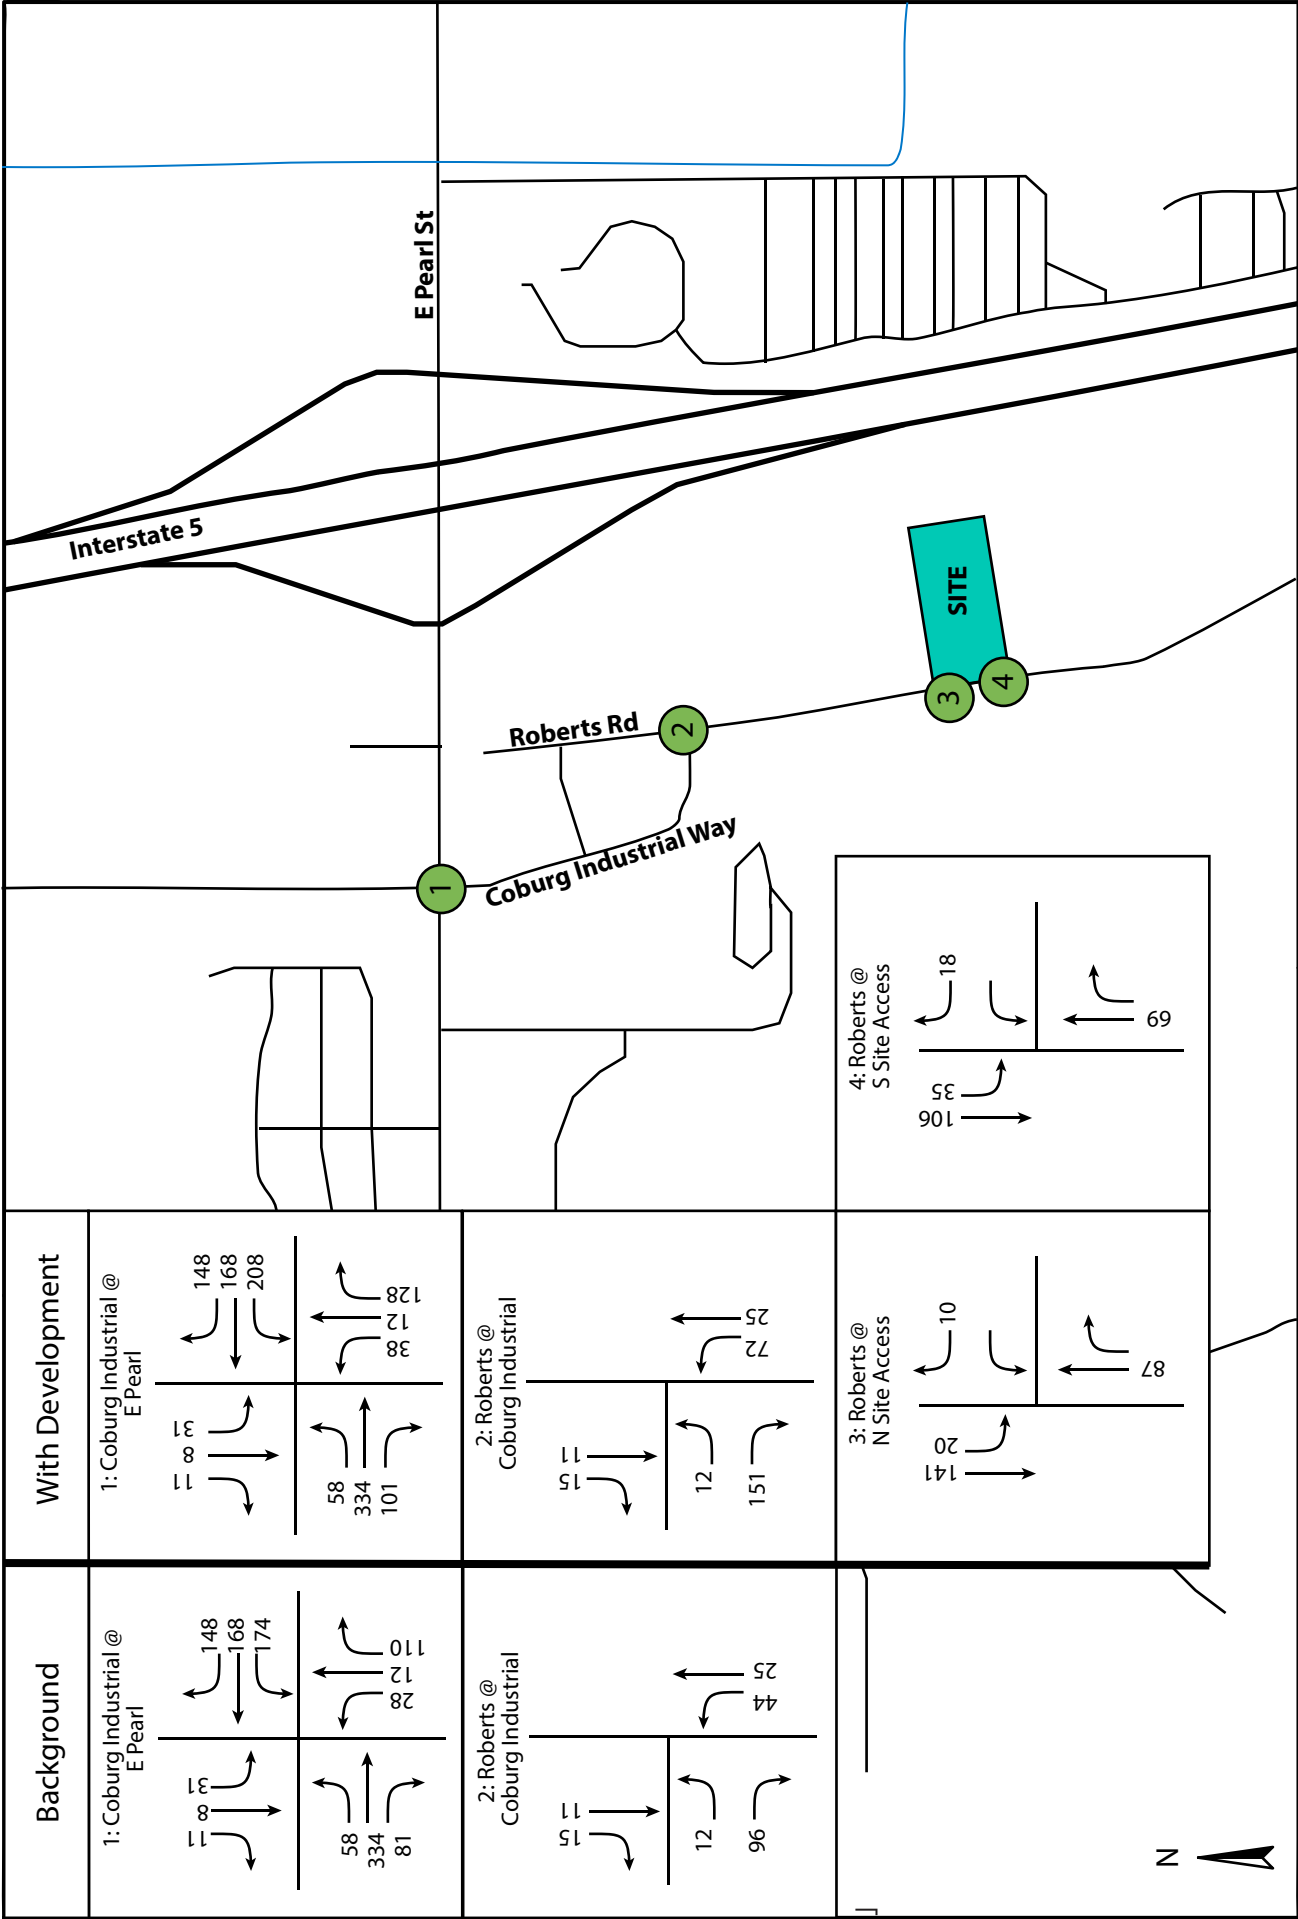 Background
1: Coburg Industrial @
E Pearl
148
168
174
31
8
11
58
334
81
110
12
28
2: Roberts @
Coburg Industrial
11
15
12
96
25
44
With Development
1: Coburg Industrial @
E Pearl
148
168
208
31
8
11
58
334
101
128
12
38
2: Roberts @
Coburg Industrial
11
15
12
151
25
72
3: Roberts @
N Site Access
10
20
141
87
4: Roberts @
S Site Access
18
35
106
69
Interstate 5
E Pearl St
Roberts Rd
Coburg Industrial Way
SITE
1
2
3
4
N